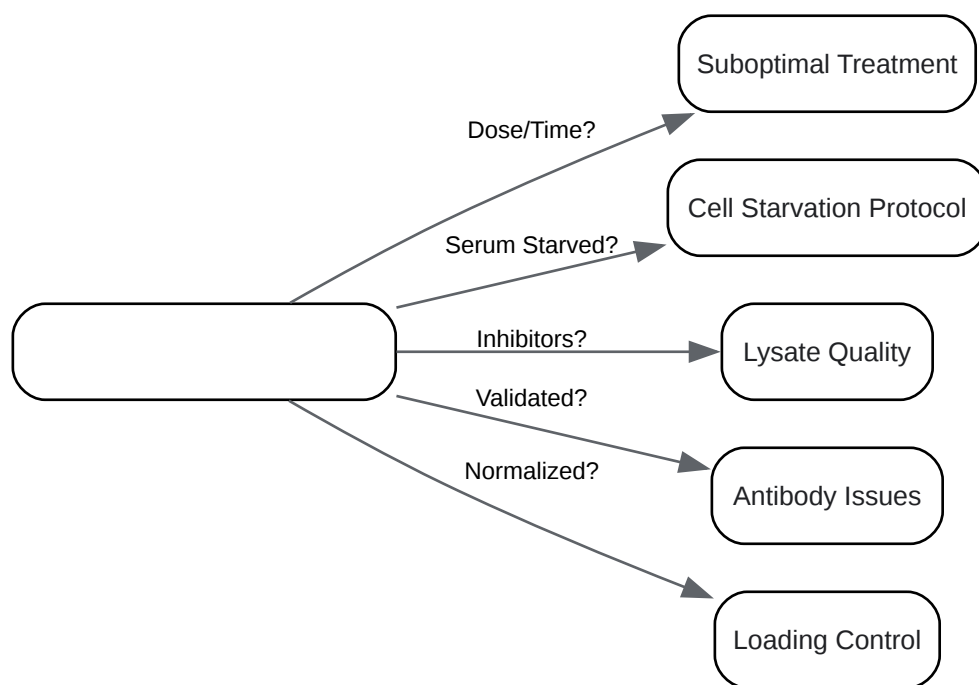 Suboptimal Treatment
Dose/Time?
Cell Starvation Protocol
Serum Starved?
Inhibitors?
Lysate Quality
Validated?
Normalized?
Antibody Issues
Loading Control